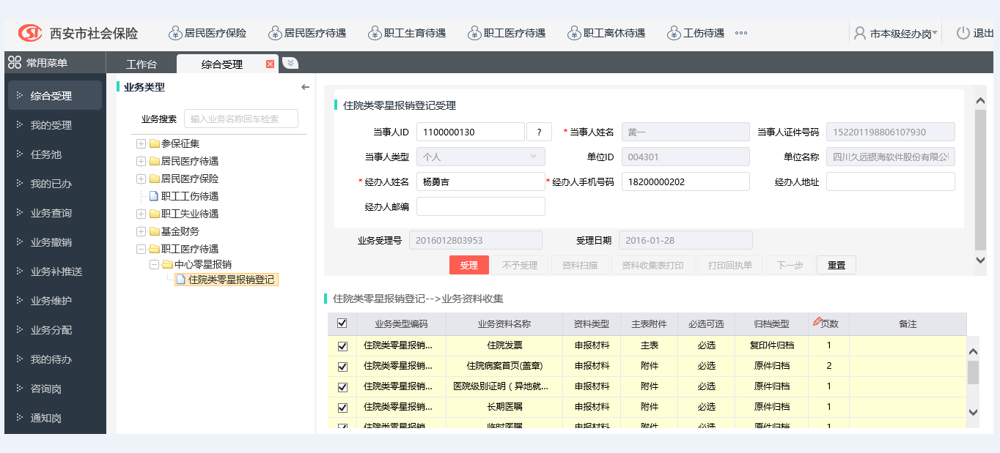 西安市社会保险 居民医疗保险 居民医疗待遇 职工生育待遇 职工医疗待遇 职工离休待遇 工伤待遇 市本级经办岗 退出
常用菜单 工作台 综合受理
综合受理
我的受理
任务池
我的已办
业务查询
业务撤销
业务补推送
业务维护
业务分配
我的待办
咨询岗
通知岗
业务类型
业务搜索 输入业务名称回车检索
参保征集
居民医疗待遇
居民医疗保险
职工工伤待遇
职工失业待遇
基金财务
职工医疗待遇
中心零星报销
住院类零星报销登记
住院类零星报销登记受理
当事人ID 1100000130 ? *当事人姓名 黄一 当事人证件号码 152201198806107930
当事人类型 个人 单位ID 004301 单位名称 四川久远银海软件股份有限公
*经办人姓名 杨勇吉 *经办人手机号码 18200000202 经办人地址
经办人邮编
业务受理号 2016012803953 受理日期 2016-01-28
受理 不予受理 资料扫描 资料收集表打印 打印回执单 下一步 重置
住院类零星报销登记-->业务资料收集
业务类型编码 业务资料名称 资料类型 主表附件 必选可选 归档类型 页数 备注
住院类零星报销... 住院发票 申报材料 主表 必选 复印件归档 1
住院类零星报销... 住院病案首页(盖章) 申报材料 附件 必选 原件归档 2
住院类零星报销... 医院级别证明（异地就... 申报材料 附件 必选 原件归档 1
住院类零星报销... 长期医嘱 申报材料 附件 必选 原件归档 1
住院类零星报销... 临时医嘱 申报材料 附件 必选 原件归档 1